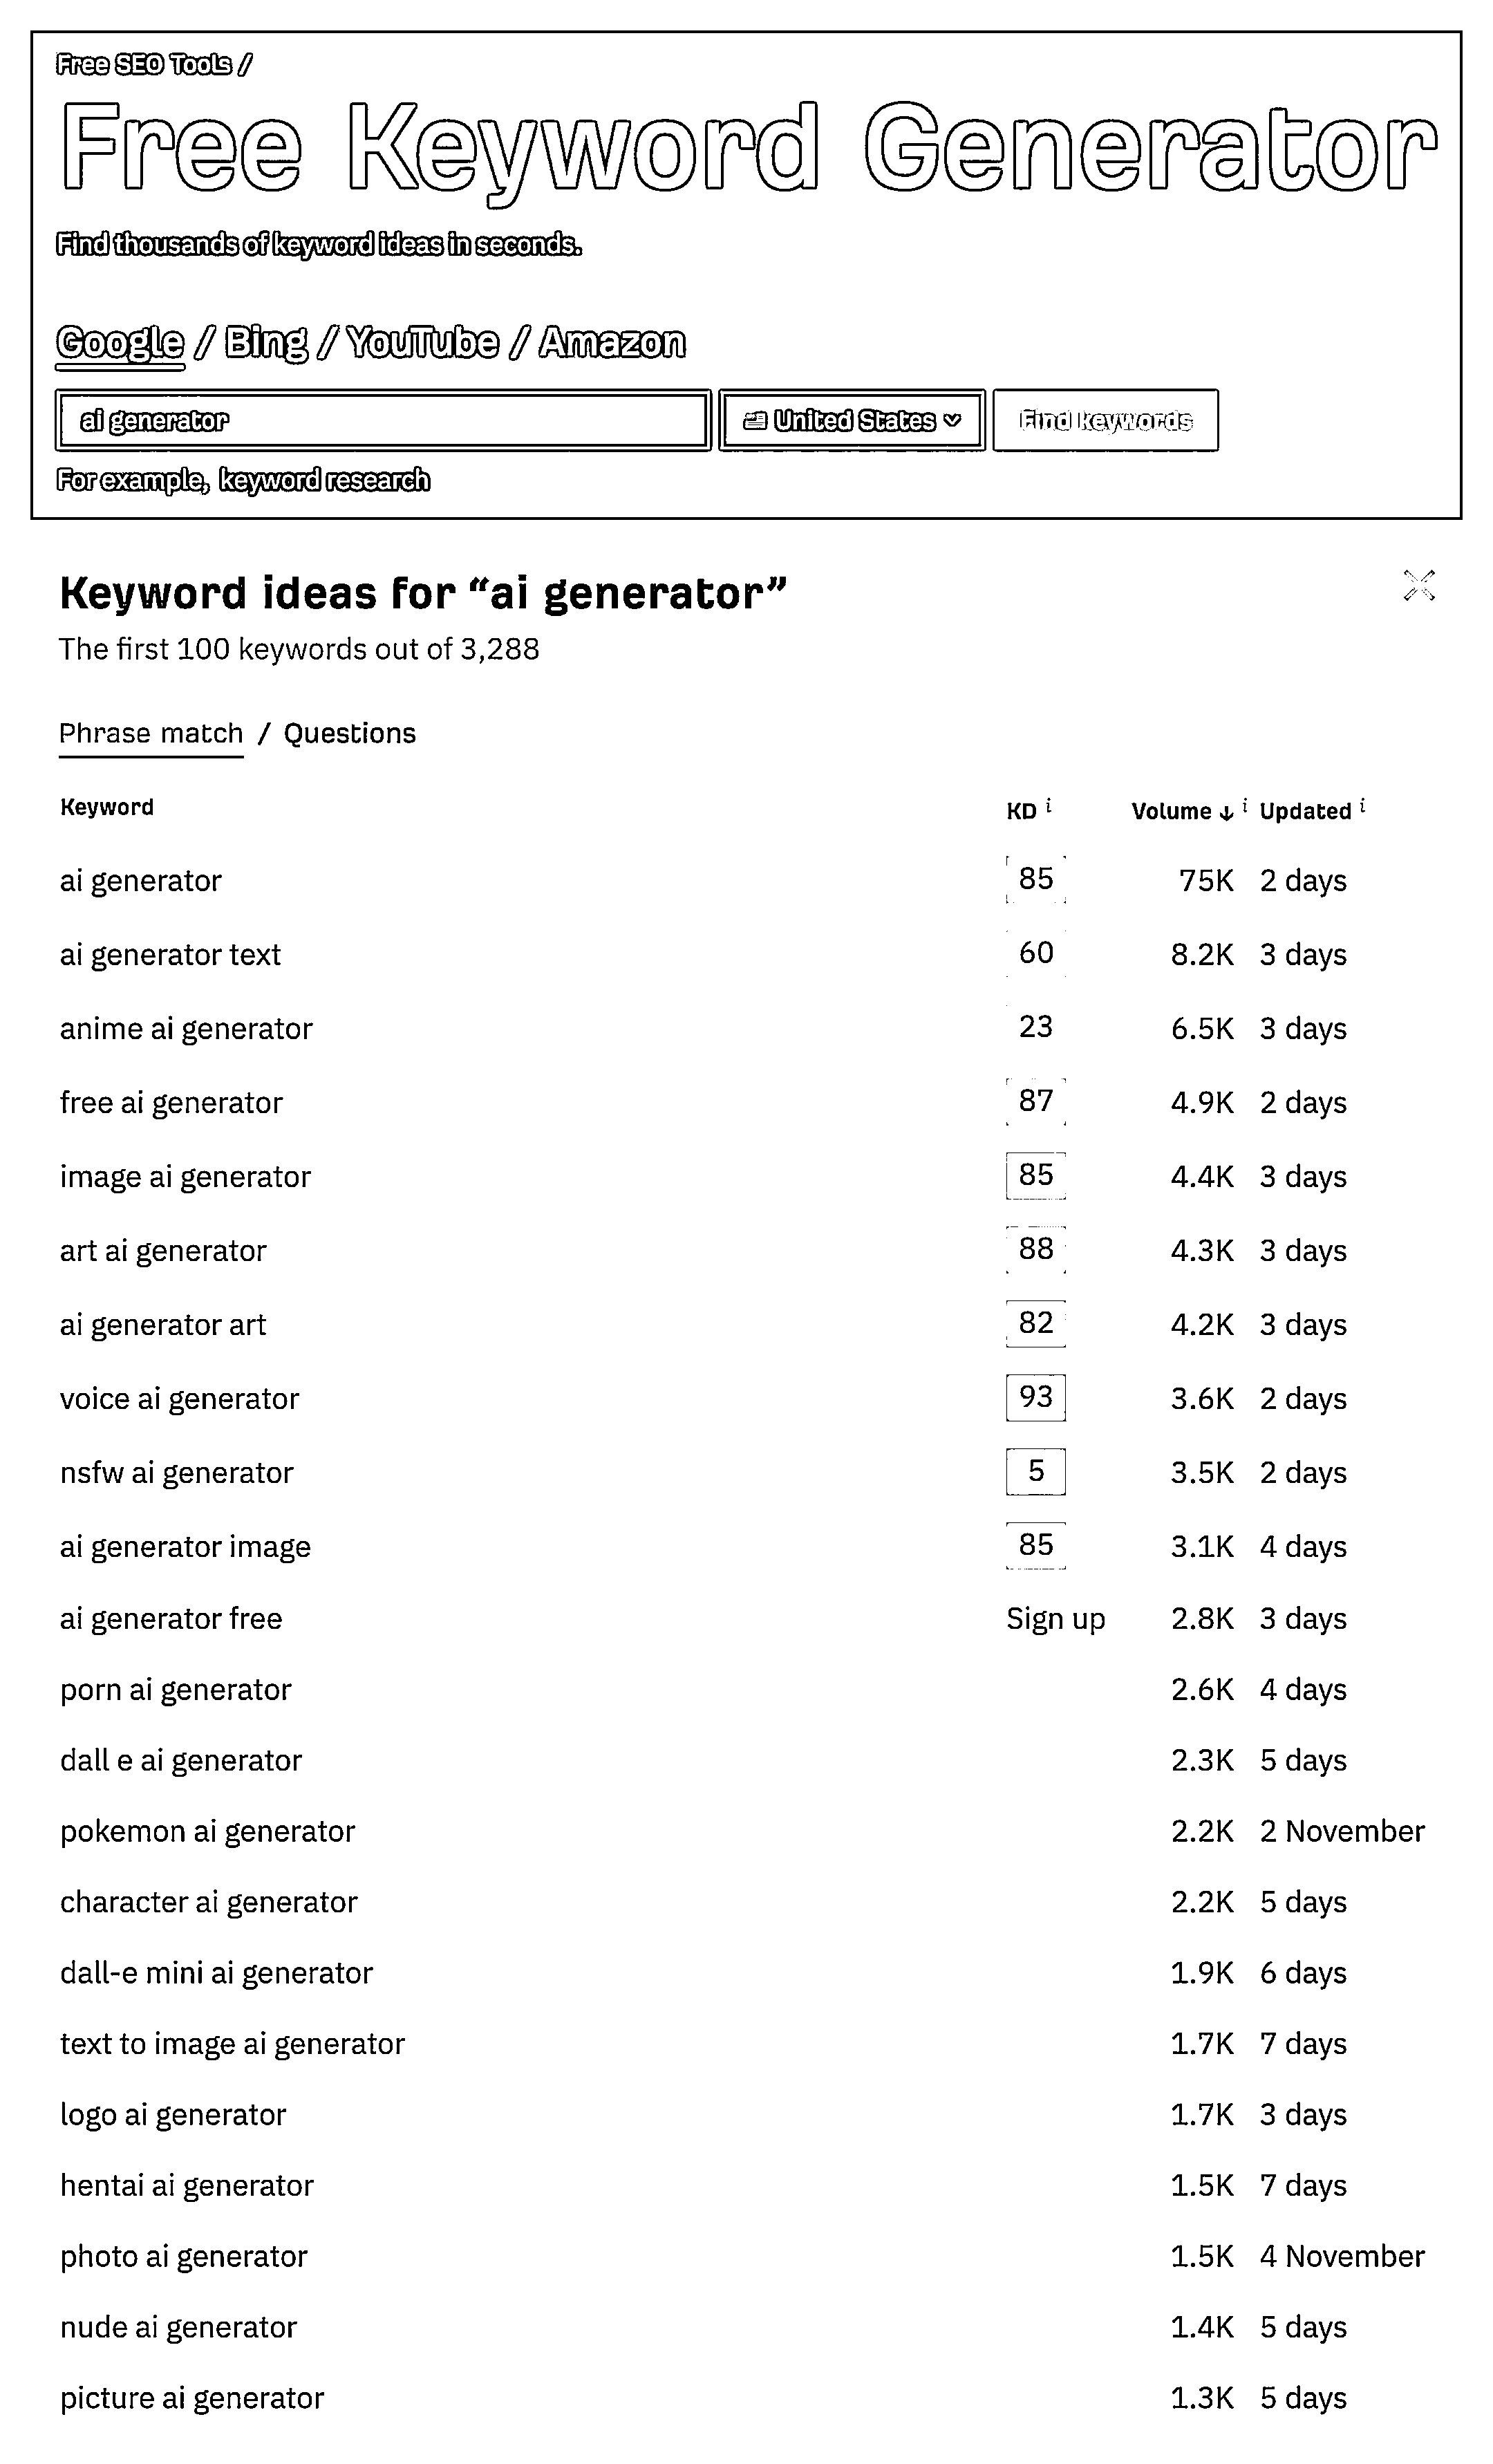 Free SEO Tools /
Free Keyword Generator
Find thousands of keyword ideas in seconds.
Google / Bing / YouTube / Amazon
ai generator United States Find keywords
For example, keyword research
Keyword ideas for “ai generator”
The first 100 keywords out of 3,288
Phrase match / Questions
Keyword KD i Volume ↓ i Updated i
ai generator 85 75K 2 days
ai generator text 60 8.2K 3 days
anime ai generator 23 6.5K 3 days
free ai generator 87 4.9K 2 days
image ai generator 85 4.4K 3 days
art ai generator 88 4.3K 3 days
ai generator art 82 4.2K 3 days
voice ai generator 93 3.6K 2 days
nsfw ai generator 5 3.5K 2 days
ai generator image 85 3.1K 4 days
ai generator free Sign up 2.8K 3 days
porn ai generator 2.6K 4 days
dall e ai generator 2.3K 5 days
pokemon ai generator 2.2K 2 November
character ai generator 2.2K 5 days
dall-e mini ai generator 1.9K 6 days
text to image ai generator 1.7K 7 days
logo ai generator 1.7K 3 days
hentai ai generator 1.5K 7 days
photo ai generator 1.5K 4 November
nude ai generator 1.4K 5 days
picture ai generator 1.3K 5 days